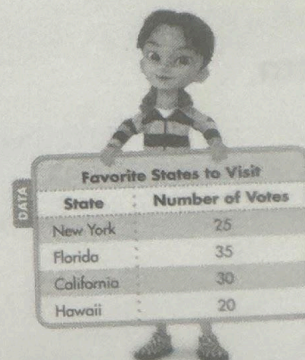 Favorite States to Visit
DATA
State Number of Votes
New York 25
Florida 35
California 30
Hawaii 20